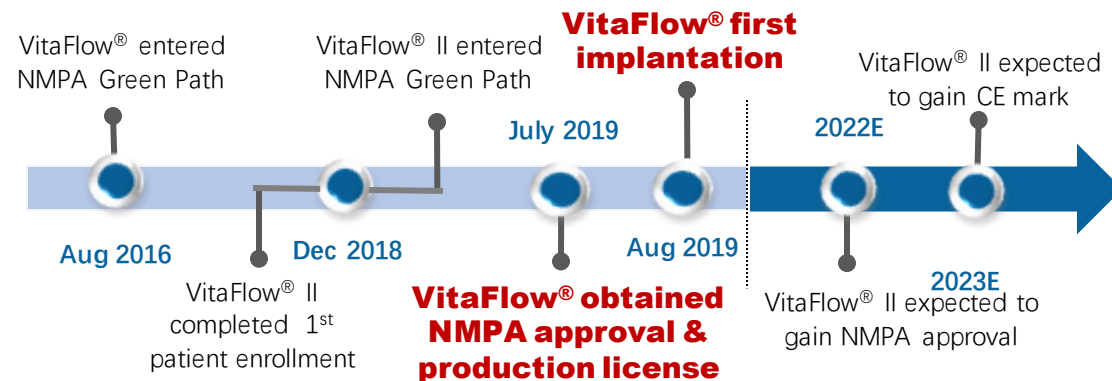 VitaFlow® entered
NMPA Green Path
VitaFlow® II entered
NMPA Green Path
VitaFlow® first
implantation
VitaFlow® II expected
to gain CE mark
July 2019
2022E
Aug 2016
Dec 2018
Aug 2019
2023E
VitaFlow® II
completed 1st
patient enrollment
VitaFlow® obtained
NMPA approval &
production license
VitaFlow® II expected to
gain NMPA approval